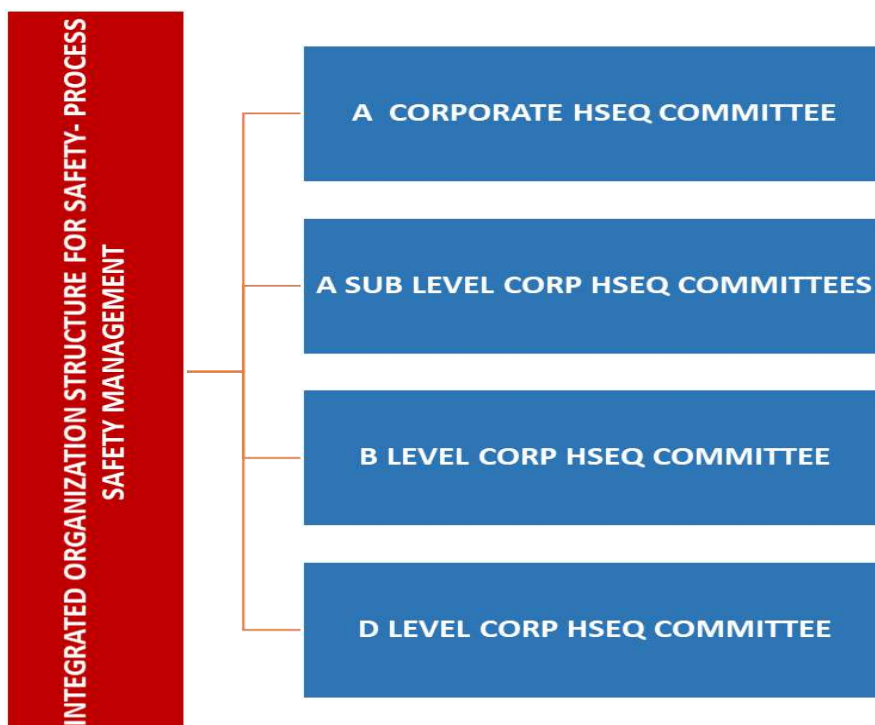 INTEGRATED ORGANIZATION STRUCTURE FOR SAFETY- PROCESS
SAFETY MANAGEMENT
A CORPORATE HSEQ COMMITTEE
A SUB LEVEL CORP HSEQ COMMITTEES
B LEVEL CORP HSEQ COMMITTEE
D LEVEL CORP HSEQ COMMITTEE